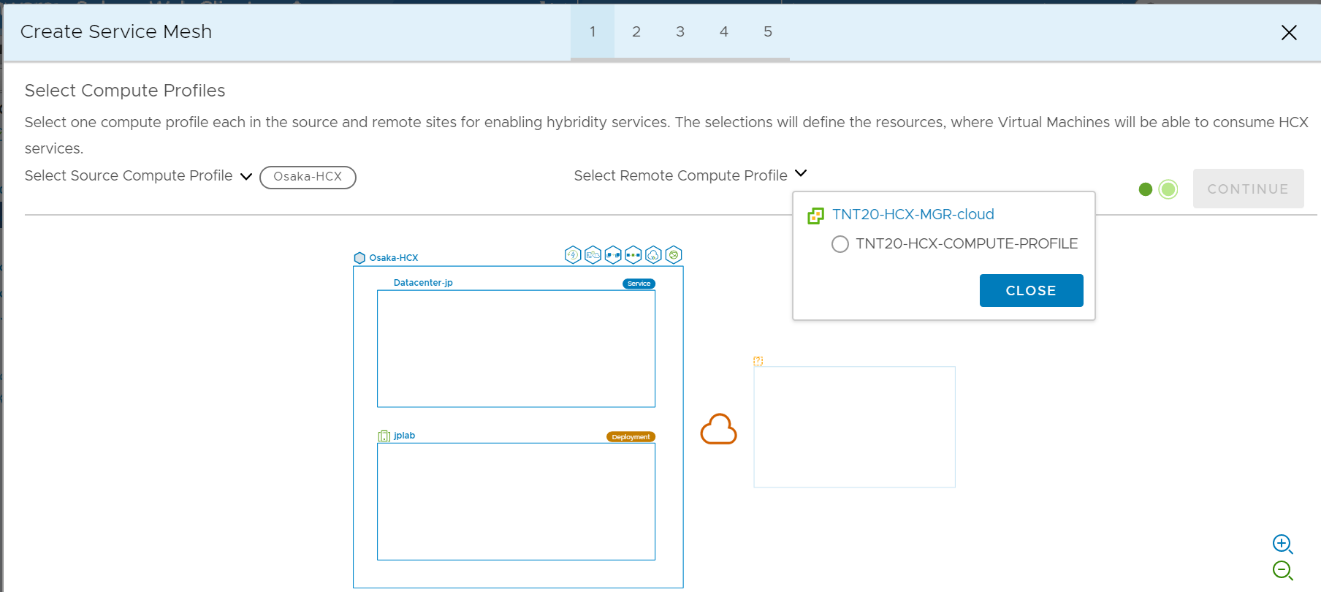 Create Service Mesh
1 2 3 4 5
Select Compute Profiles
Select one compute profile each in the source and remote sites for enabling hybridity services. The selections will define the resources, where Virtual Machines will be able to consume HCX
services.
Select Source Compute Profile Osaka-HCX
Select Remote Compute Profile
CONTINUE
TNT20-HCX-MGR-cloud
TNT20-HCX-COMPUTE-PROFILE
CLOSE
Osaka-HCX
Datacenter-jp
Service
jplab
Deployment
?